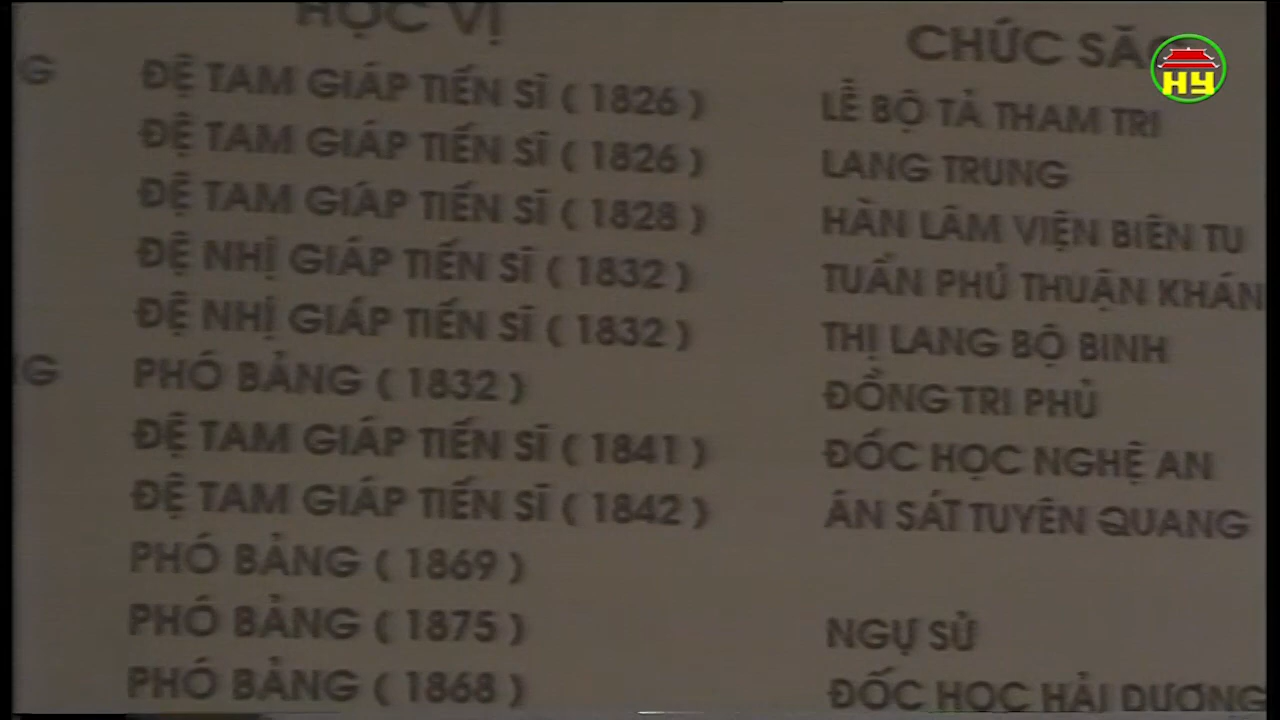 HỌC VỊ CHỨC SẮC
HY
G ĐỆ TAM GIÁP TIẾN SĨ ( 1826 ) LỄ BỘ TẢ THAM TRI
ĐỆ TAM GIÁP TIẾN SĨ ( 1826 ) LANG TRUNG
ĐỆ TAM GIÁP TIẾN SĨ ( 1828 ) HÀN LÂM VIỆN BIÊN TU
ĐỆ NHỊ GIÁP TIẾN SĨ ( 1832 ) TUẦN PHỦ THUẬN KHÁN
ĐỆ NHỊ GIÁP TIẾN SĨ ( 1832 ) THỊ LANG BỘ BINH
NG PHÓ BẢNG ( 1832 ) ĐỒNG TRI PHỦ
ĐỆ TAM GIÁP TIẾN SĨ ( 1841 ) ĐỐC HỌC NGHỆ AN
ĐỆ TAM GIÁP TIẾN SĨ ( 1842 ) ÁN SÁT TUYÊN QUANG
PHÓ BẢNG ( 1869 )
PHÓ BẢNG ( 1875 ) NGỰ SỬ
PHÓ BẢNG ( 1868 ) ĐỐC HỌC HẢI DƯƠNG